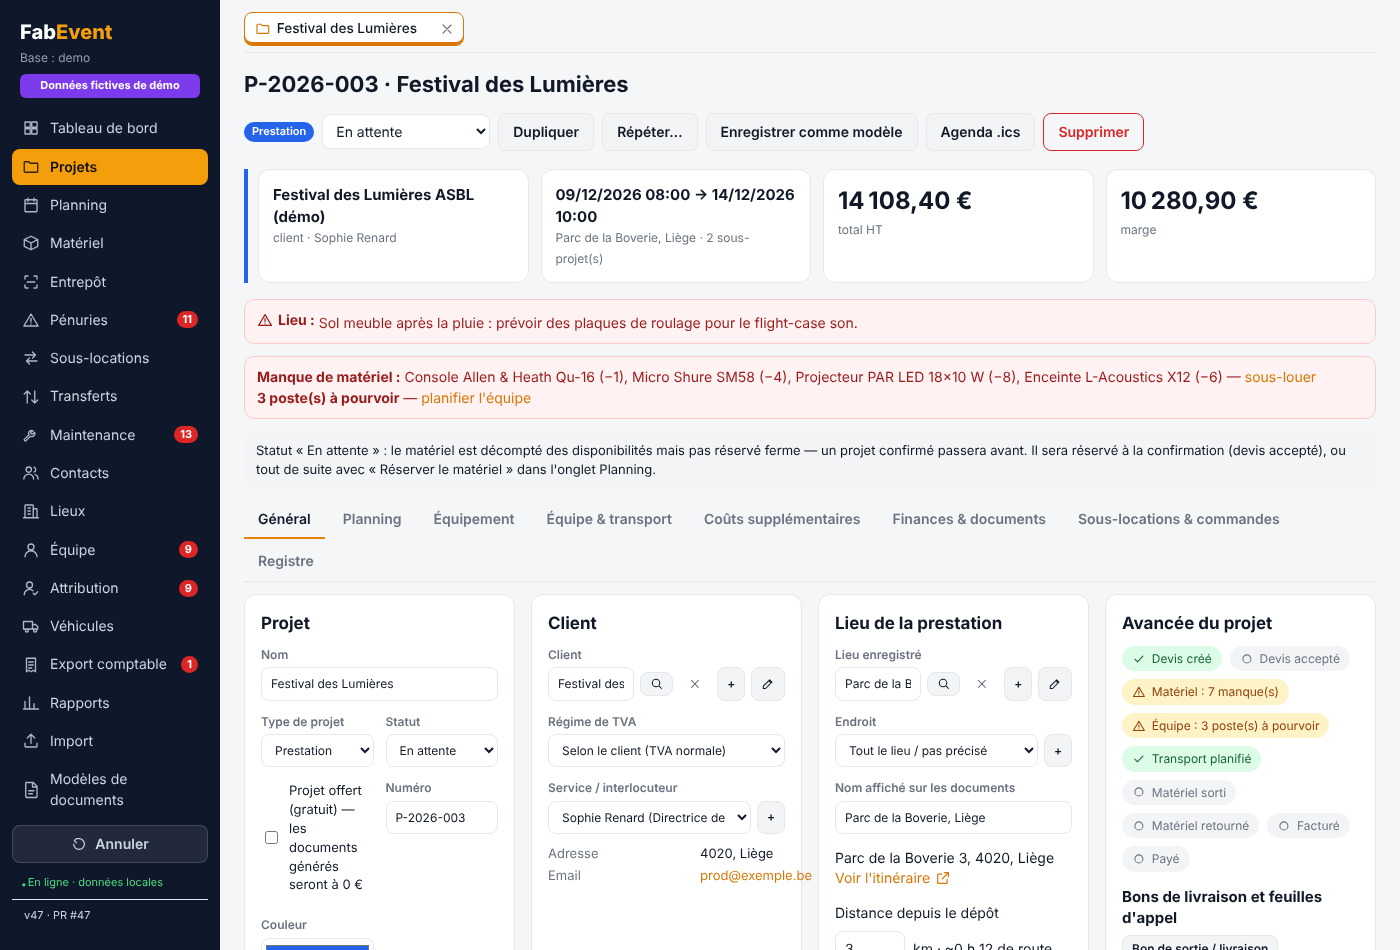 FabEvent
Base : demo
Données fictives de démo
Tableau de bord
Projets
Planning
Matériel
Entrepôt
Pénuries 11
Sous-locations
Transferts
Maintenance 13
Contacts
Lieux
Équipe 9
Attribution 9
Véhicules
Export comptable 1
Rapports
Import
Modèles de
documents
Annuler
En ligne · données locales
v47 · PR #47
Festival des Lumières
P-2026-003 · Festival des Lumières
Prestation En attente Dupliquer Répéter... Enregistrer comme modèle Agenda .ics Supprimer
Festival des Lumières ASBL
(démo)
client · Sophie Renard
09/12/2026 08:00 → 14/12/2026
10:00
Parc de la Boverie, Liège · 2 sous-
projet(s)
14 108,40 €
total HT
10 280,90 €
marge
Lieu : Sol meuble après la pluie : prévoir des plaques de roulage pour le flight-case son.
Manque de matériel : Console Allen & Heath Qu-16 (−1), Micro Shure SM58 (−4), Projecteur PAR LED 18×10 W (−8), Enceinte L-Acoustics X12 (−6) — sous-louer
3 poste(s) à pourvoir — planifier l'équipe
Statut « En attente » : le matériel est décompté des disponibilités mais pas réservé ferme — un projet confirmé passera avant. Il sera réservé à la confirmation (devis accepté), ou
tout de suite avec « Réserver le matériel » dans l'onglet Planning.
Général Planning Équipement Équipe & transport Coûts supplémentaires Finances & documents Sous-locations & commandes
Registre
Projet
Nom
Festival des Lumières
Type de projet Statut
Prestation En attente
Projet offert
(gratuit) —
les
documents
générés
seront à 0 €
Numéro
P-2026-003
Couleur
Client
Client
Festival des +
Régime de TVA
Selon le client (TVA normale)
Service / interlocuteur
Sophie Renard (Directrice de +
Adresse 4020, Liège
Email prod@exemple.be
Lieu de la prestation
Lieu enregistré
Parc de la B +
Endroit
Tout le lieu / pas précisé +
Nom affiché sur les documents
Parc de la Boverie, Liège
Parc de la Boverie 3, 4020, Liège
Voir l'itinéraire
Distance depuis le dépôt
3 km · ~0 h 12 de route
Avancée du projet
Devis créé Devis accepté
Matériel : 7 manque(s)
Équipe : 3 poste(s) à pourvoir
Transport planifié
Matériel sorti
Matériel retourné Facturé
Payé
Bons de livraison et feuilles
d'appel
Bon de sortie / livraison